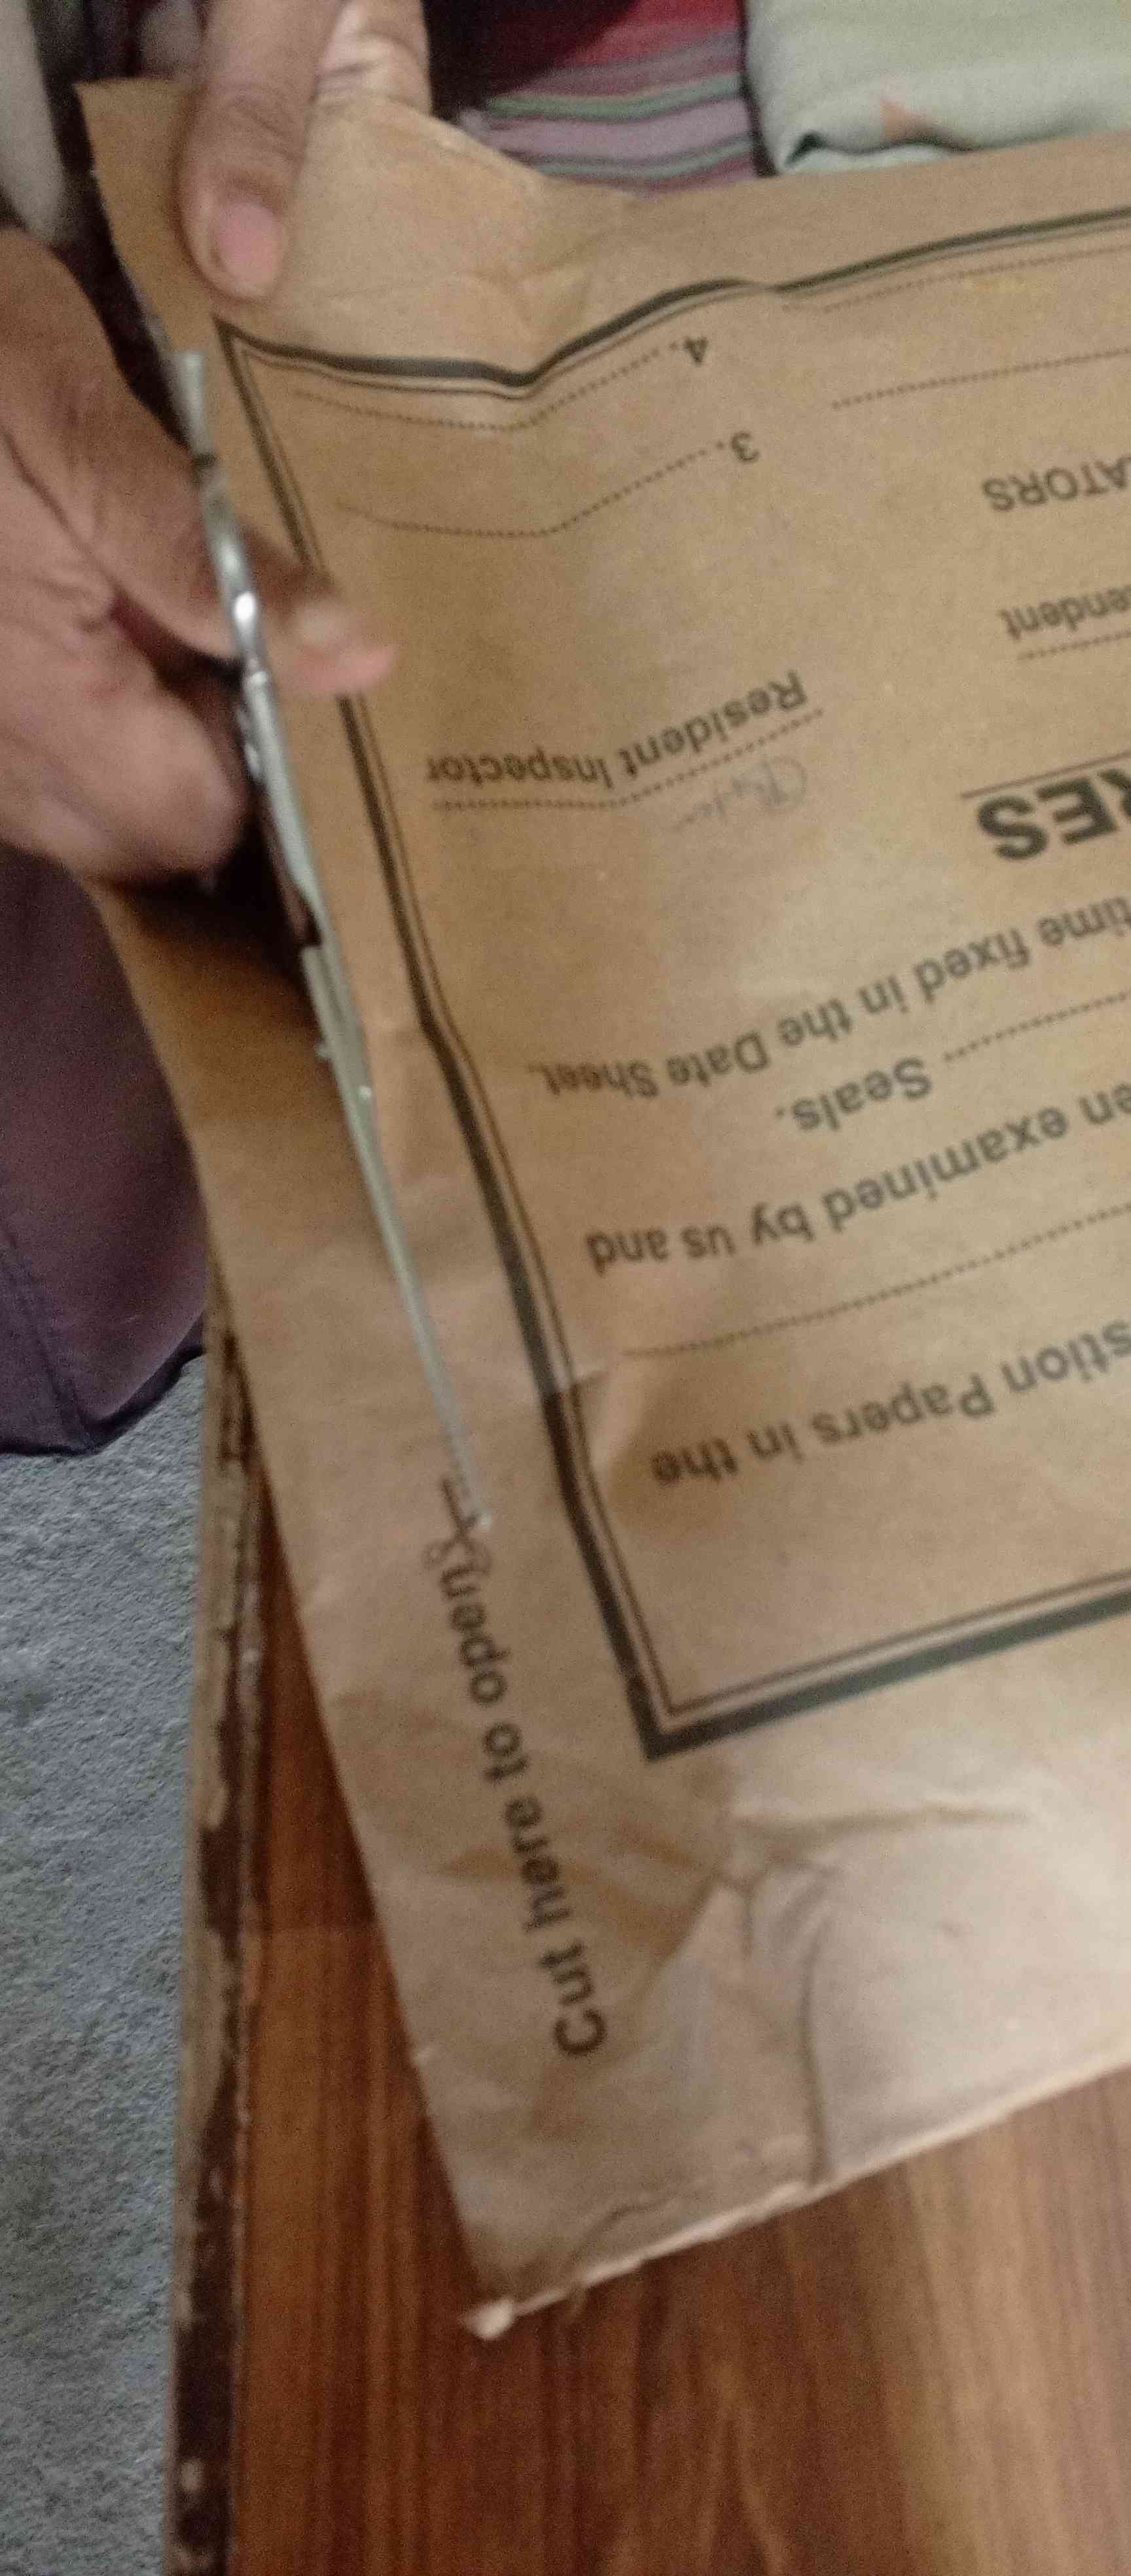 Cut here to open
stion Papers in the
en examined by us and
Seals.
time fixed in the Date Sheet.
RES
Resident Inspector
endent
ATORS
3.
4.